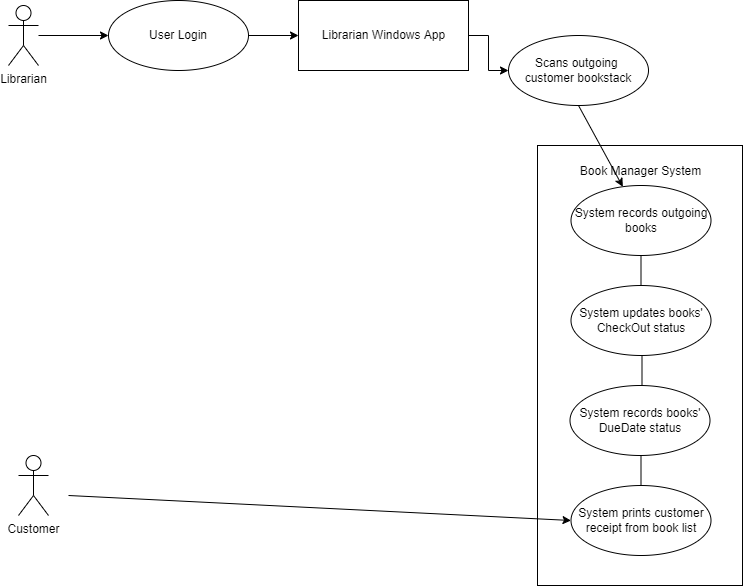 User Login
Librarian Windows App
Librarian
Scans outgoing
customer bookstack
Book Manager System
System records outgoing
books
System updates books'
CheckOut status
System records books'
DueDate status
Customer
System prints customer
receipt from book list